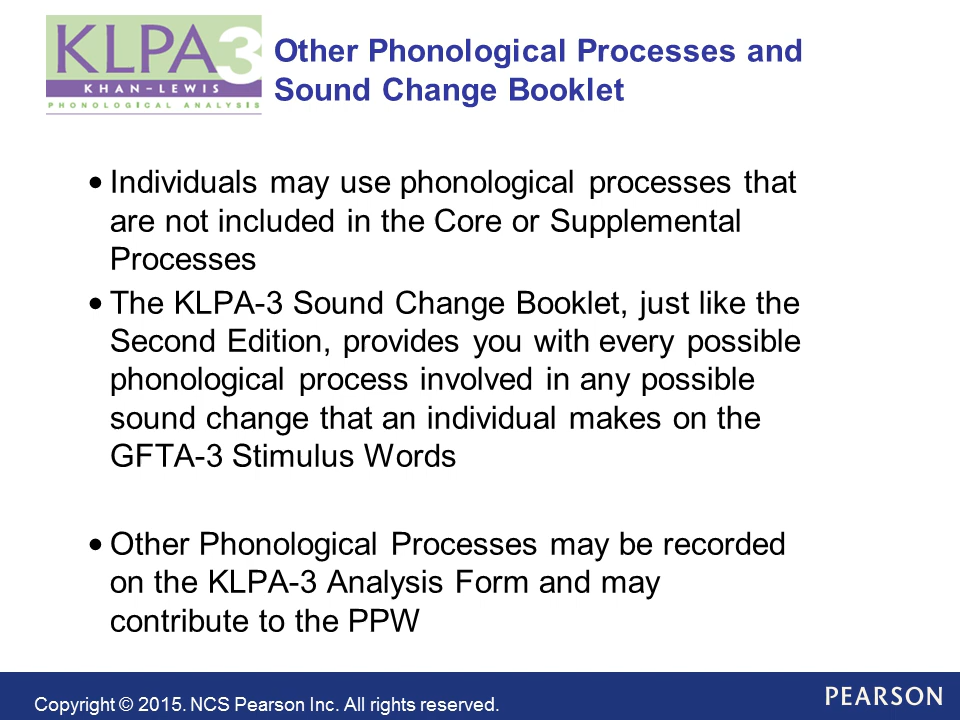 KLPA3
KHAN-LEWIS
PHONOLOGICAL ANALYSIS
Other Phonological Processes and
Sound Change Booklet
• Individuals may use phonological processes that
are not included in the Core or Supplemental
Processes
• The KLPA-3 Sound Change Booklet, just like the
Second Edition, provides you with every possible
phonological process involved in any possible
sound change that an individual makes on the
GFTA-3 Stimulus Words
• Other Phonological Processes may be recorded
on the KLPA-3 Analysis Form and may
contribute to the PPW
Copyright © 2015. NCS Pearson Inc. All rights reserved.
PEARSON